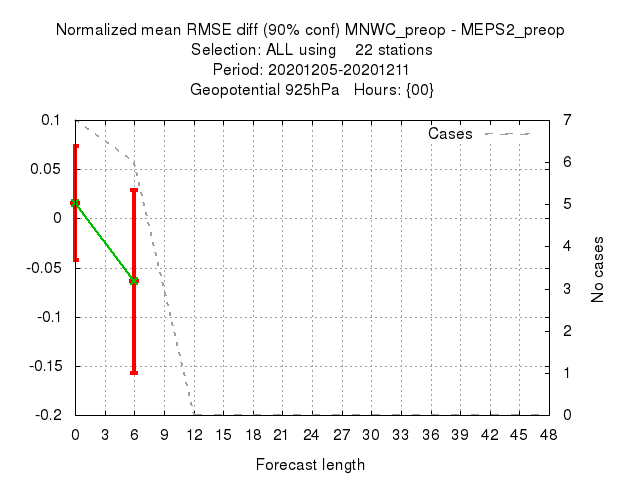 Normalized mean RMSE diff (90% conf) MNWC_preop - MEPS2_preop
Selection: ALL using 22 stations
Period: 20201205-20201211
Geopotential 925hPa Hours: {00}
Cases
0.1
0.05
0
-0.05
-0.1
-0.15
-0.2
7
6
5
4
3
2
1
0
No cases
0 3 6 9 12 15 18 21 24 27 30 33 36 39 42 45 48
Forecast length